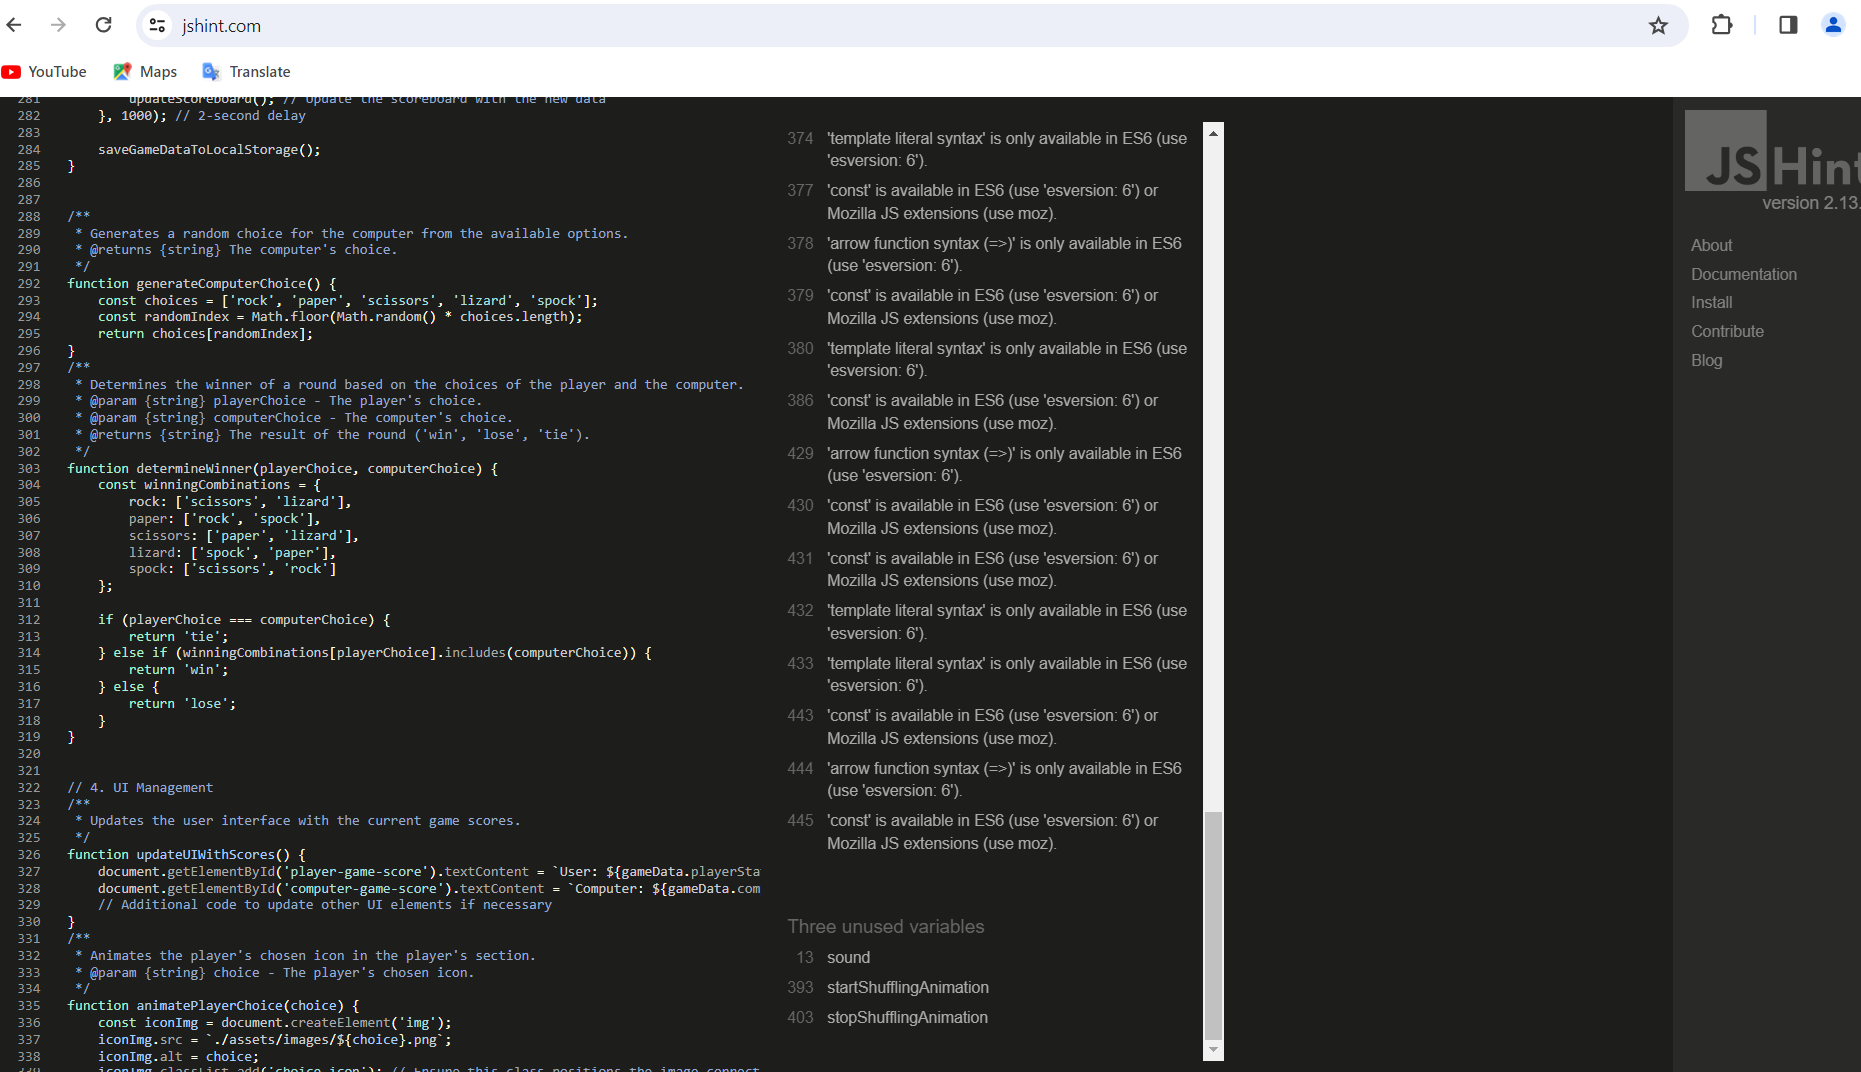 jshint.com
YouTube
Maps
Translate
281 updateScoreboard(); // Update the scoreboard with the new data
282 }, 1000); // 2-second delay
283
284 saveGameDataToLocalStorage();
285 }
286
287
288 /**
289 * Generates a random choice for the computer from the available options.
290 * @returns {string} The computer's choice.
291 */
292 function generateComputerChoice() {
293 const choices = ['rock', 'paper', 'scissors', 'lizard', 'spock'];
294 const randomIndex = Math.floor(Math.random() * choices.length);
295 return choices[randomIndex];
296 }
297 /**
298 * Determines the winner of a round based on the choices of the player and the computer.
299 * @param {string} playerChoice - The player's choice.
300 * @param {string} computerChoice - The computer's choice.
301 * @returns {string} The result of the round ('win', 'lose', 'tie').
302 */
303 function determineWinner(playerChoice, computerChoice) {
304 const winningCombinations = {
305 rock: ['scissors', 'lizard'],
306 paper: ['rock', 'spock'],
307 scissors: ['paper', 'lizard'],
308 lizard: ['spock', 'paper'],
309 spock: ['scissors', 'rock']
310 };
311
312 if (playerChoice === computerChoice) {
313 return 'tie';
314 } else if (winningCombinations[playerChoice].includes(computerChoice)) {
315 return 'win';
316 } else {
317 return 'lose';
318 }
319 }
320
321
322 // 4. UI Management
323 /**
324 * Updates the user interface with the current game scores.
325 */
326 function updateUIWithScores() {
327 document.getElementById('player-game-score').textContent = `User: ${gameData.playerSta
328 document.getElementById('computer-game-score').textContent = `Computer: ${gameData.com
329 // Additional code to update other UI elements if necessary
330 }
331 /**
332 * Animates the player's chosen icon in the player's section.
333 * @param {string} choice - The player's chosen icon.
334 */
335 function animatePlayerChoice(choice) {
336 const iconImg = document.createElement('img');
337 iconImg.src = `./assets/images/${choice}.png`;
338 iconImg.alt = choice;
339 iconImg.classList.add('choice-icon'); // Ensure this class positions the image correct
374 'template literal syntax' is only available in ES6 (use
'esversion: 6').
377 'const' is available in ES6 (use 'esversion: 6') or
Mozilla JS extensions (use moz).
378 'arrow function syntax (=>)' is only available in ES6
(use 'esversion: 6').
379 'const' is available in ES6 (use 'esversion: 6') or
Mozilla JS extensions (use moz).
380 'template literal syntax' is only available in ES6 (use
'esversion: 6').
386 'const' is available in ES6 (use 'esversion: 6') or
Mozilla JS extensions (use moz).
429 'arrow function syntax (=>)' is only available in ES6
(use 'esversion: 6').
430 'const' is available in ES6 (use 'esversion: 6') or
Mozilla JS extensions (use moz).
431 'const' is available in ES6 (use 'esversion: 6') or
Mozilla JS extensions (use moz).
432 'template literal syntax' is only available in ES6 (use
'esversion: 6').
433 'template literal syntax' is only available in ES6 (use
'esversion: 6').
443 'const' is available in ES6 (use 'esversion: 6') or
Mozilla JS extensions (use moz).
444 'arrow function syntax (=>)' is only available in ES6
(use 'esversion: 6').
445 'const' is available in ES6 (use 'esversion: 6') or
Mozilla JS extensions (use moz).
Three unused variables
13 sound
393 startShufflingAnimation
403 stopShufflingAnimation
JSHint
version 2.13.
About
Documentation
Install
Contribute
Blog